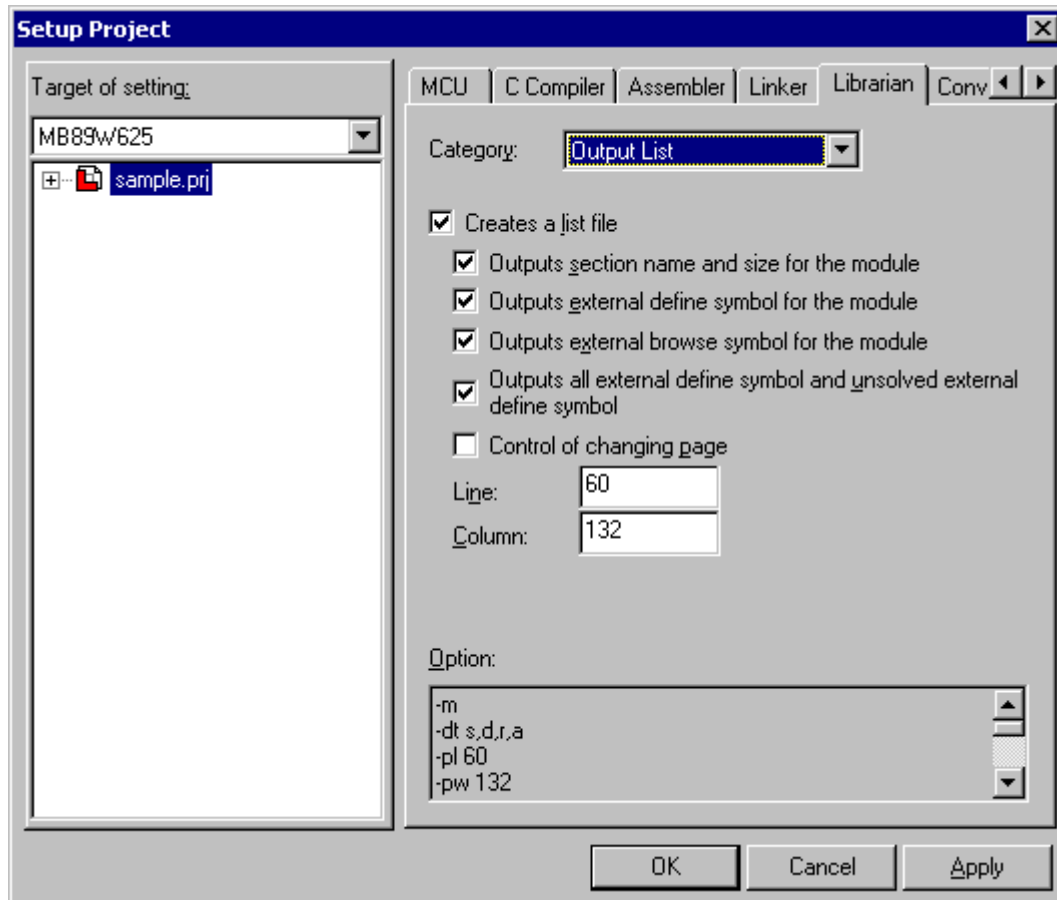 Setup Project
Target of setting:
MB89W625
sample.prj
MCU C Compiler Assembler Linker Librarian Conv
Category: Output List
Creates a list file
Outputs section name and size for the module
Outputs external define symbol for the module
Outputs external browse symbol for the module
Outputs all external define symbol and unsolved external
define symbol
Control of changing page
Line: 60
Column: 132
Option:
-m
-dt s,d,r,a
-pl 60
-pw 132
OK Cancel Apply